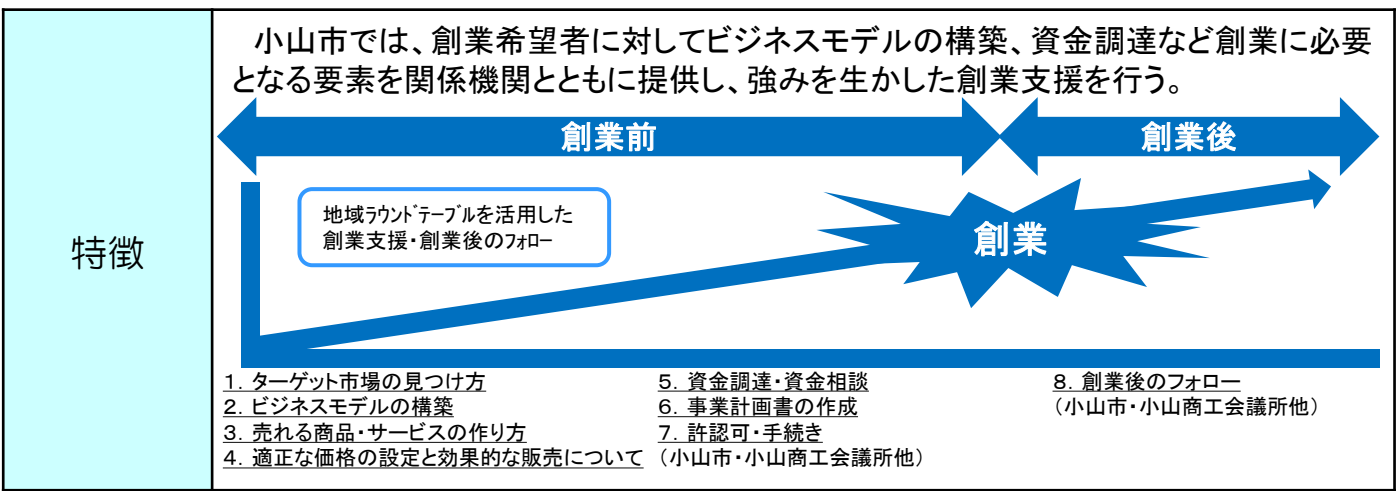 特徴
小山市では、創業希望者に対してビジネスモデルの構築、資金調達など創業に必要
となる要素を関係機関とともに提供し、強みを生かした創業支援を行う。
創業前
創業後
地域ﾗｳﾝﾄﾞﾃｰﾌﾞﾙを活用した
創業支援・創業後のﾌｫﾛｰ
創業
１．ターゲット市場の見つけ方
２．ビジネスモデルの構築
３．売れる商品・サービスの作り方
４．適正な価格の設定と効果的な販売について
５．資金調達・資金相談
６．事業計画書の作成
７．許認可・手続き
（小山市・小山商工会議所他）
８．創業後のフォロー
（小山市・小山商工会議所他）